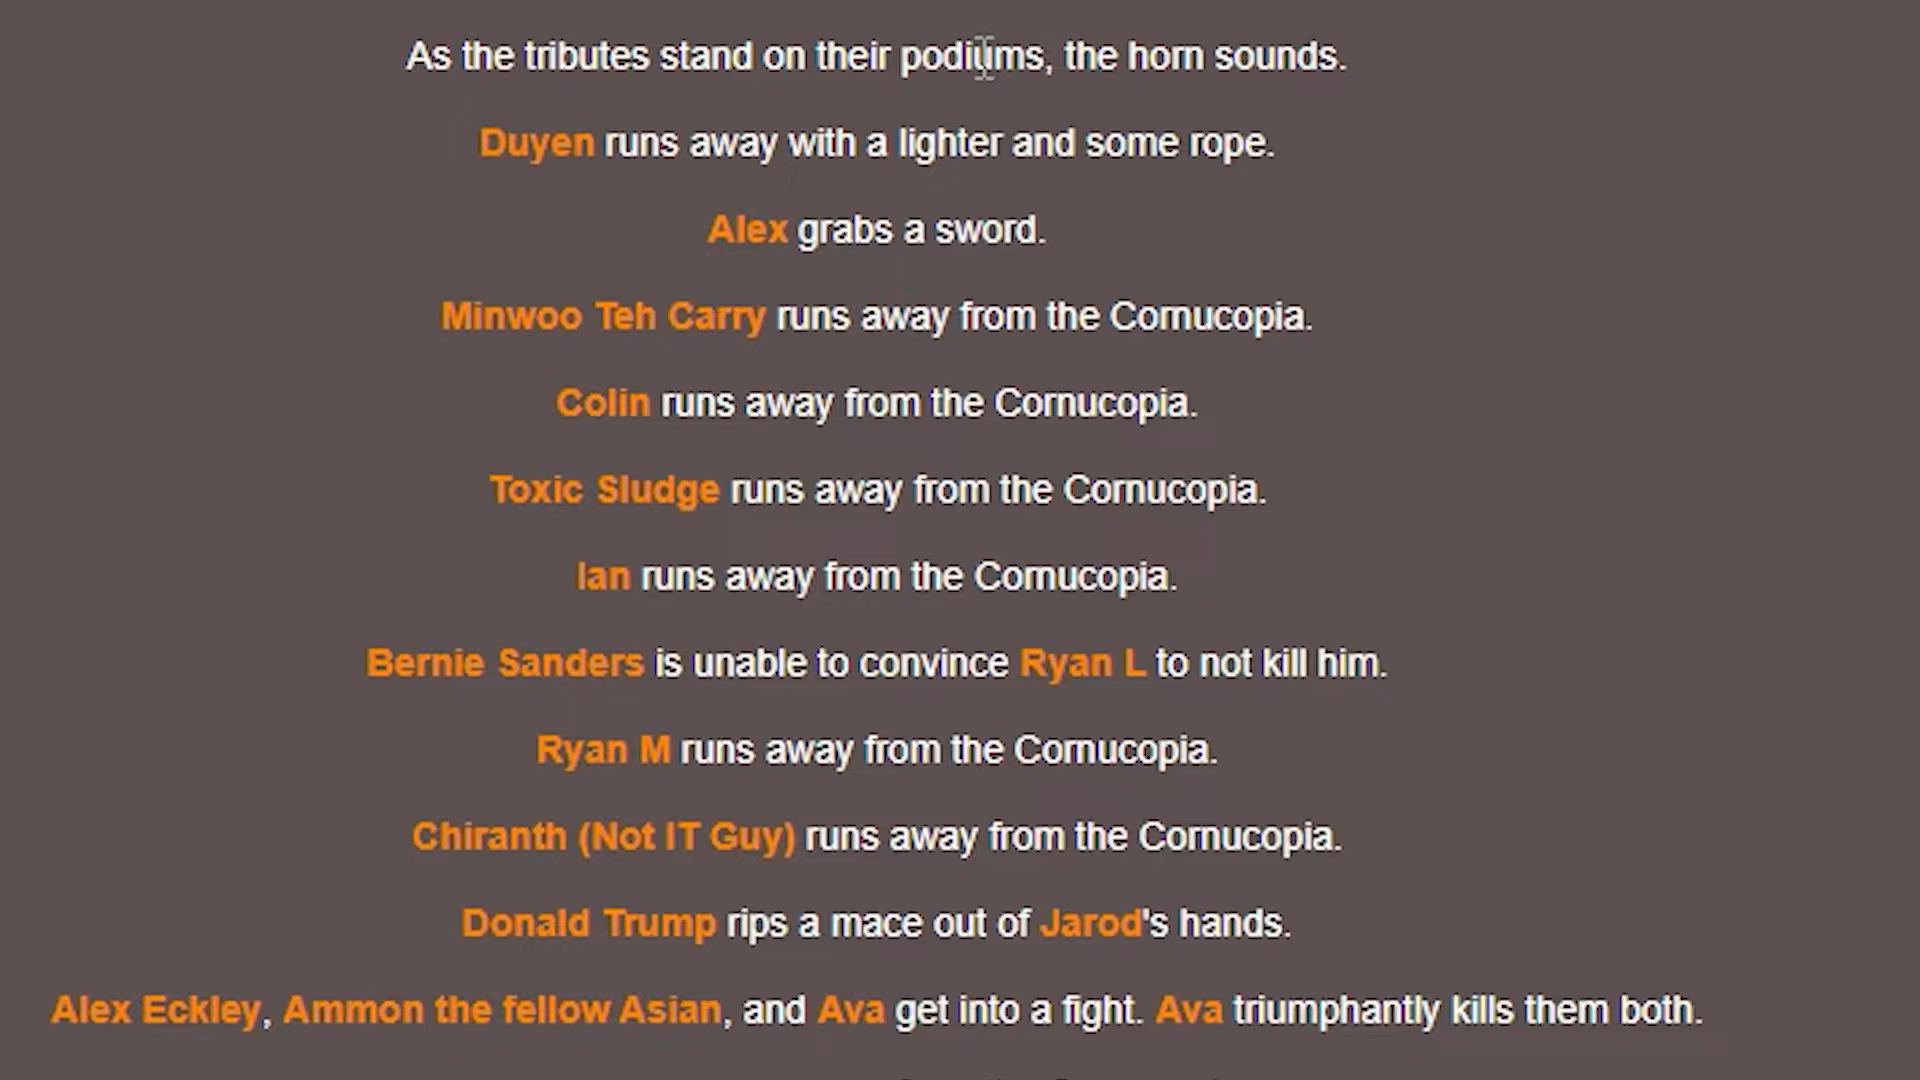 As the tributes stand on their podiums, the horn sounds.
Duyen runs away with a lighter and some rope.
Alex grabs a sword.
Minwoo Teh Carry runs away from the Cornucopia.
Colin runs away from the Cornucopia.
Toxic Sludge runs away from the Cornucopia.
Ian runs away from the Cornucopia.
Bernie Sanders is unable to convince Ryan L to not kill him.
Ryan M runs away from the Cornucopia.
Chiranth (Not IT Guy) runs away from the Cornucopia.
Donald Trump rips a mace out of Jarod's hands.
Alex Eckley, Ammon the fellow Asian, and Ava get into a fight. Ava triumphantly kills them both.